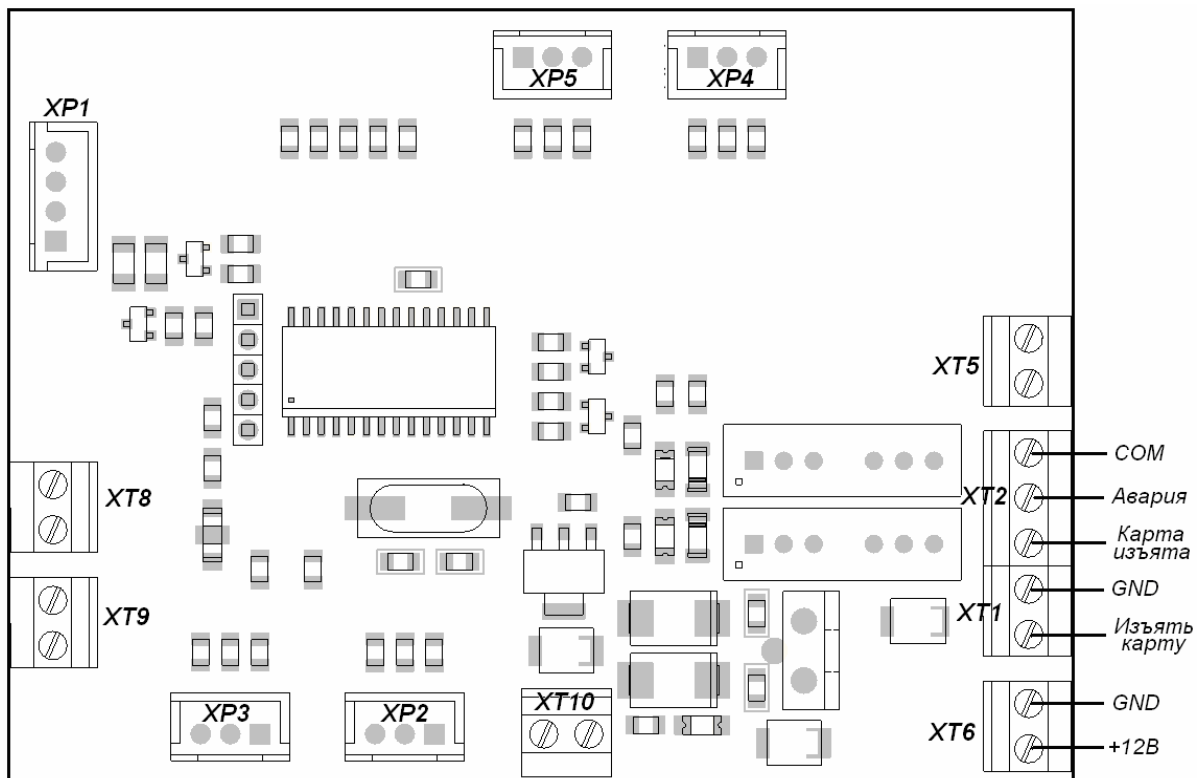 XP5
XP4
XP1
XT5
COM
XT8
XT2
Авария
Карта
изъята
XT9
XT1
GND
Изъять
карту
XP3
XP2
XT10
XT6
GND
+12В